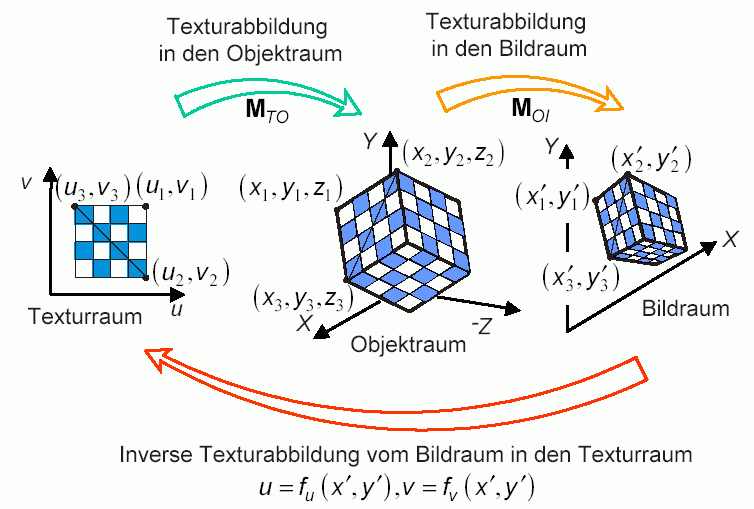 Texturabbildung
in den Objektraum
M_TO
Texturabbildung
in den Bildraum
M_OI
v
(u₃,v₃) (u₁,v₁)
(u₂,v₂)
u
Texturraum
Y
(x₂,y₂,z₂)
(x₁,y₁,z₁)
(x₃,y₃,z₃)
X
-Z
Objektraum
Y
(x′₂,y′₂)
(x′₁,y′₁)
(x′₃,y′₃)
X
Bildraum
Inverse Texturabbildung vom Bildraum in den Texturraum
u = f_u (x′,y′), v = f_v (x′,y′)